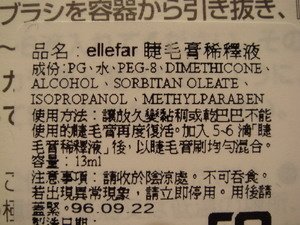 ブラシを容器から引き抜き、
品名：ellefar 睫毛膏稀釋液
成份：PG、水、PEG-8、DIMETHICONE、
ALCOHOL、SORBITAN OLEATE、
ISOPROPANOL、METHYLPARABEN
使用方法：讓放久變黏稠或乾巴巴不能
使用的睫毛膏再度復活。加入5-6滴「睫
毛膏稀釋液」後，以睫毛膏刷均勻混合。
容量：13ml
注意事項：請收於陰涼處。不可吞食。
若出現異常現象，請立即停用。用後請
蓋緊。96.09.22